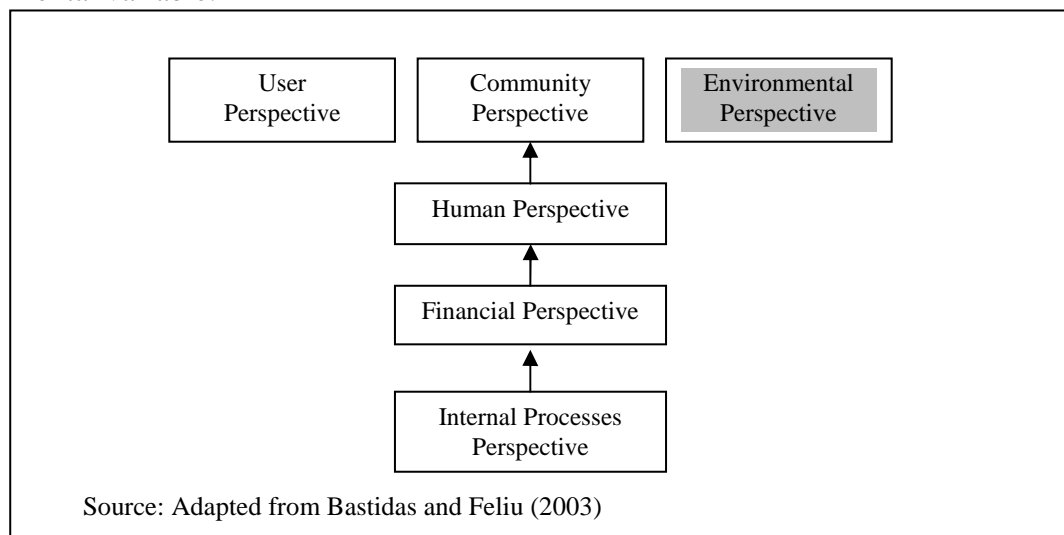 User
Perspective
Community
Perspective
Environmental
Perspective
Human Perspective
Financial Perspective
Internal Processes
Perspective
Source: Adapted from Bastidas and Feliu (2003)